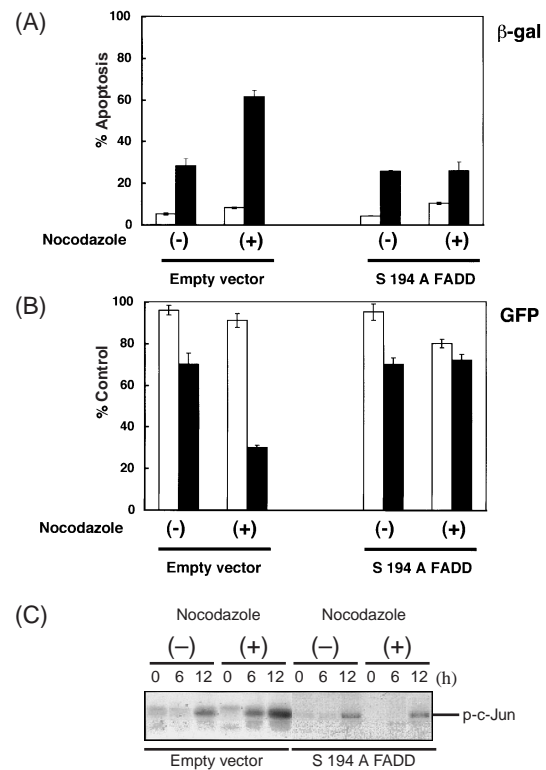 (A)
β-gal
% Apoptosis
100
80
60
40
20
0
Nocodazole (-) (+) (-) (+)
Empty vector S 194 A FADD
(B)
GFP
% Control
100
80
60
40
20
0
Nocodazole (-) (+) (-) (+)
Empty vector S 194 A FADD
(C)
Nocodazole Nocodazole
(–) (+) (–) (+)
0 6 12 0 6 12 0 6 12 0 6 12 (h)
p-c-Jun
Empty vector S 194 A FADD